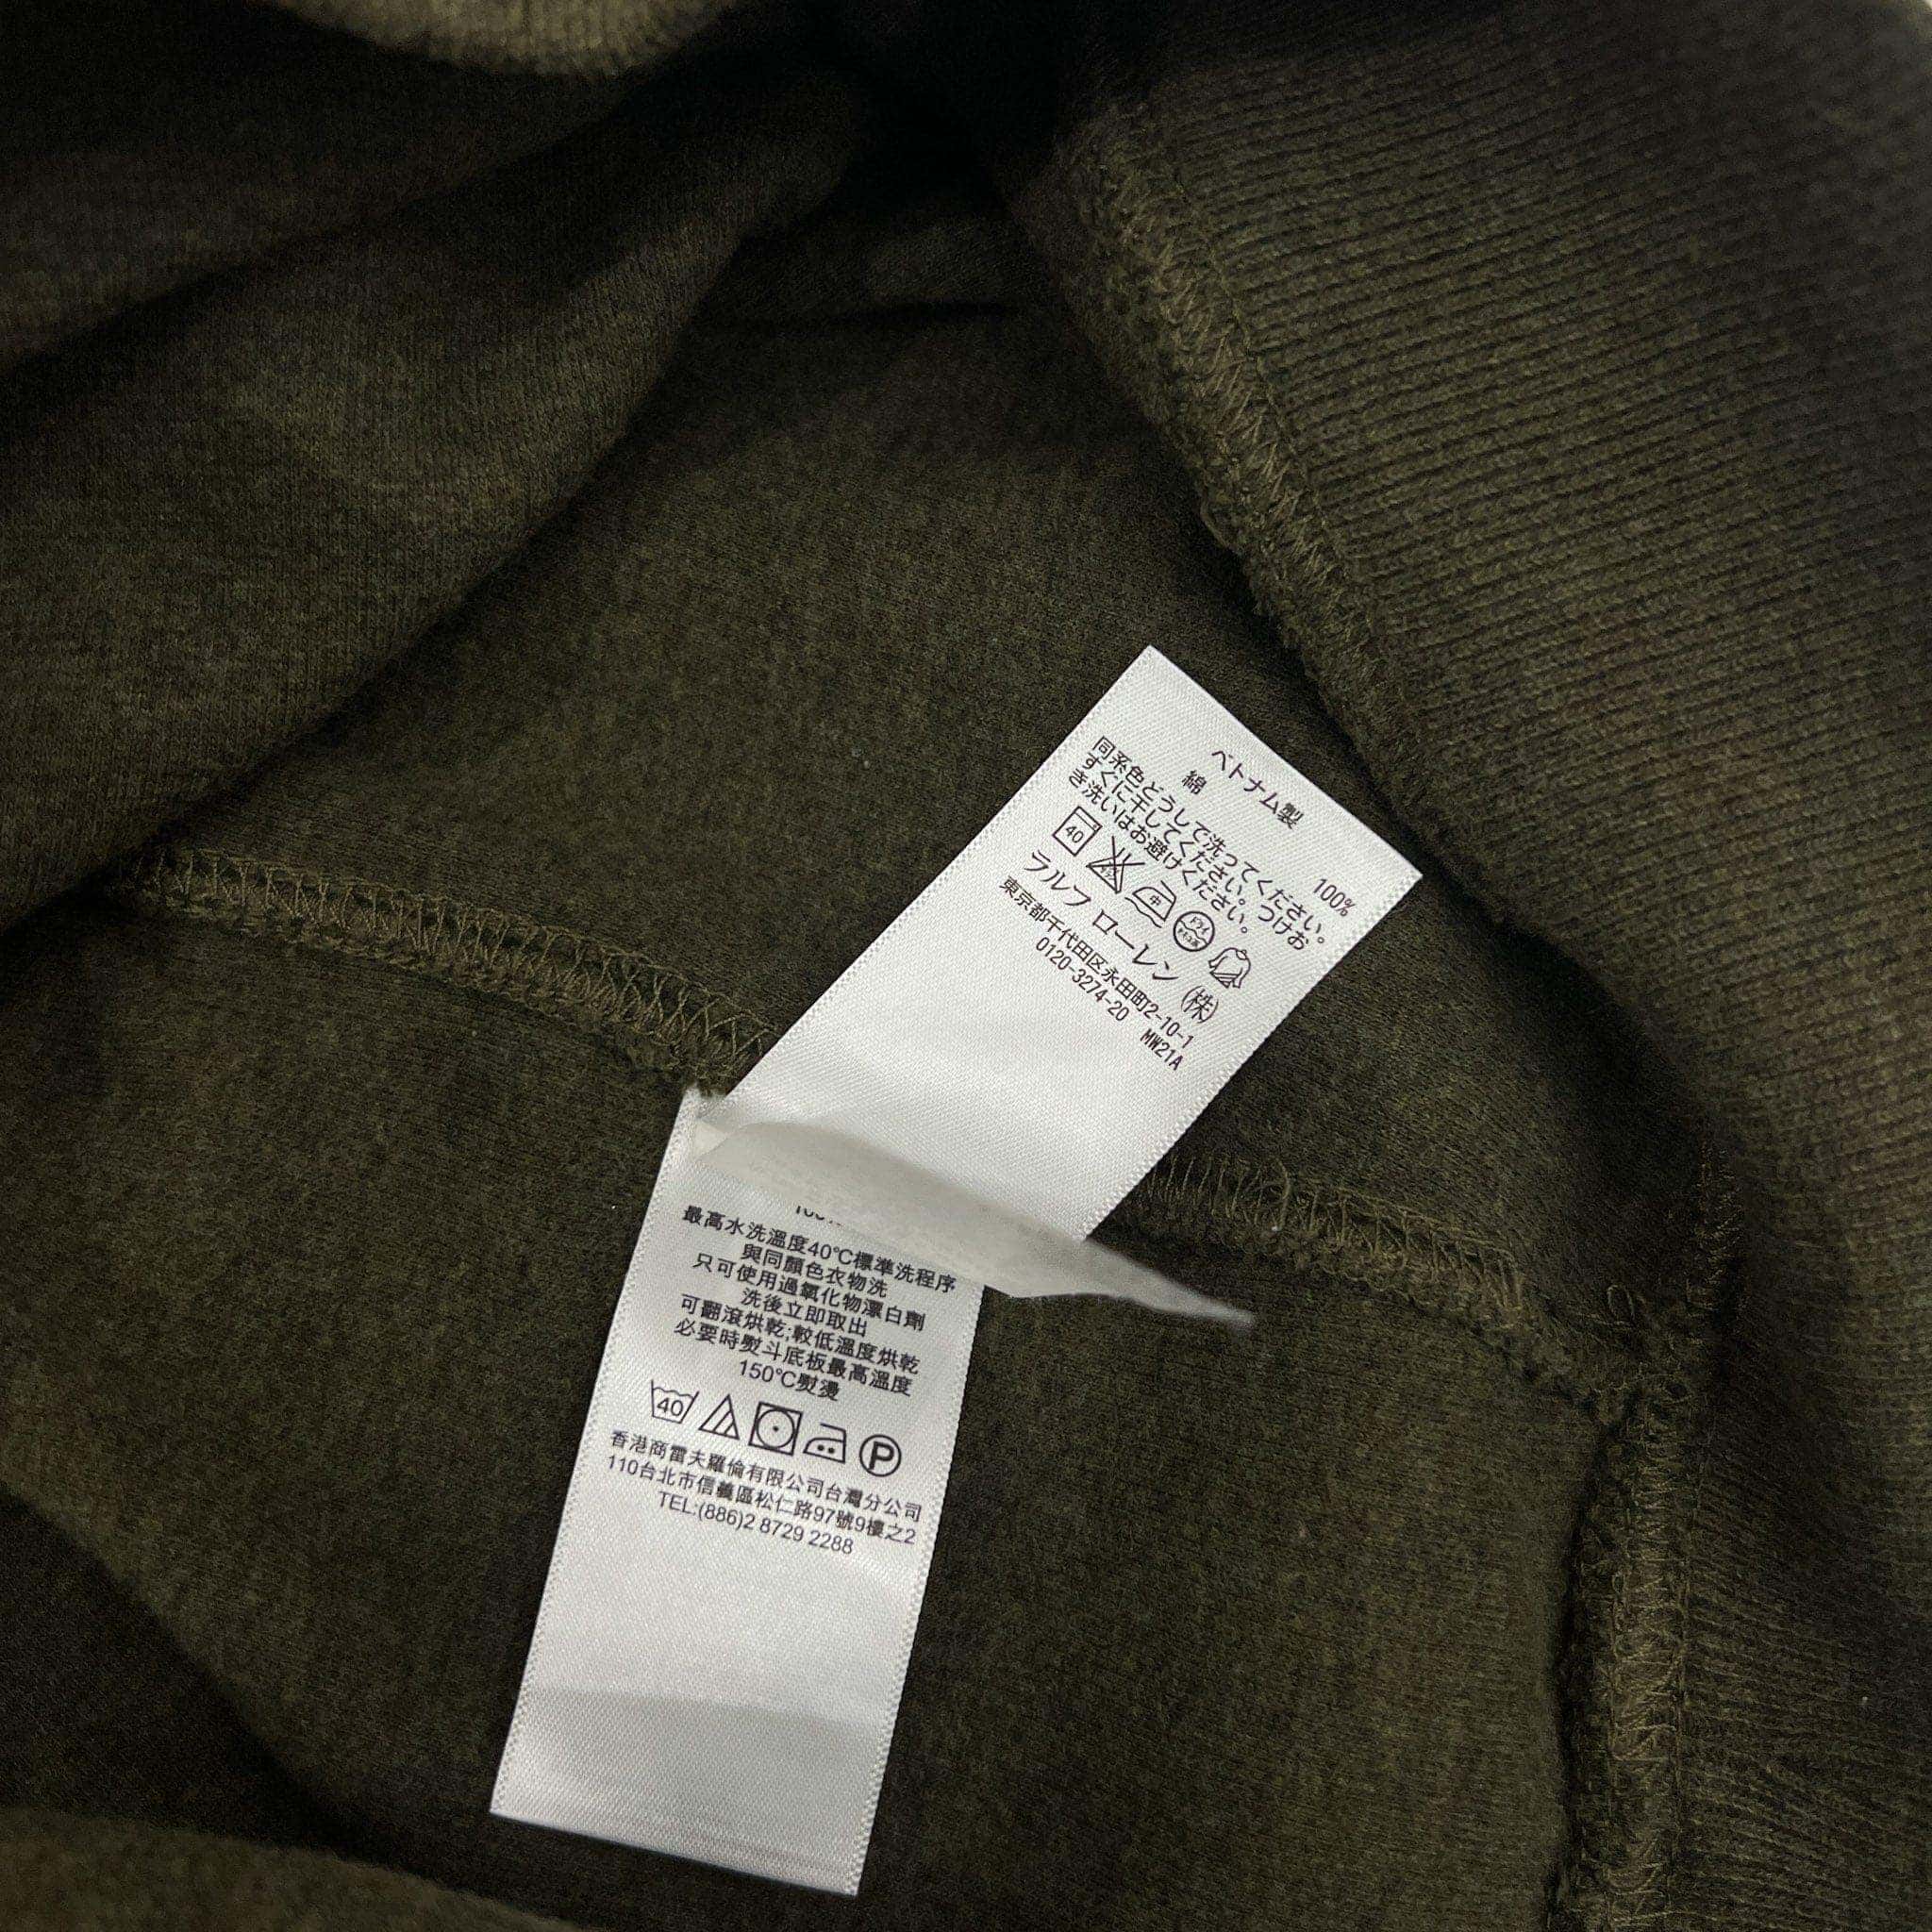 ベトナム製
綿 100%
同系色どうしで洗ってください。
すぐに干してください。つけお
き洗いはお避けください。
40 中 ドライ
ラルフ ローレン (株)
東京都千代田区永田町2-10-1
0120-3274-20 MW21A
最高水洗溫度40℃標準洗程序
與同顏色衣物洗
只可使用過氧化物漂白劑
洗後立即取出
可翻滾烘乾;較低溫度烘乾
必要時熨斗底板最高溫度
150℃熨燙
40 P
香港商雷夫羅倫有限公司台灣分公司
110台北市信義區松仁路97號9樓之2
TEL:(886)2 8729 2288